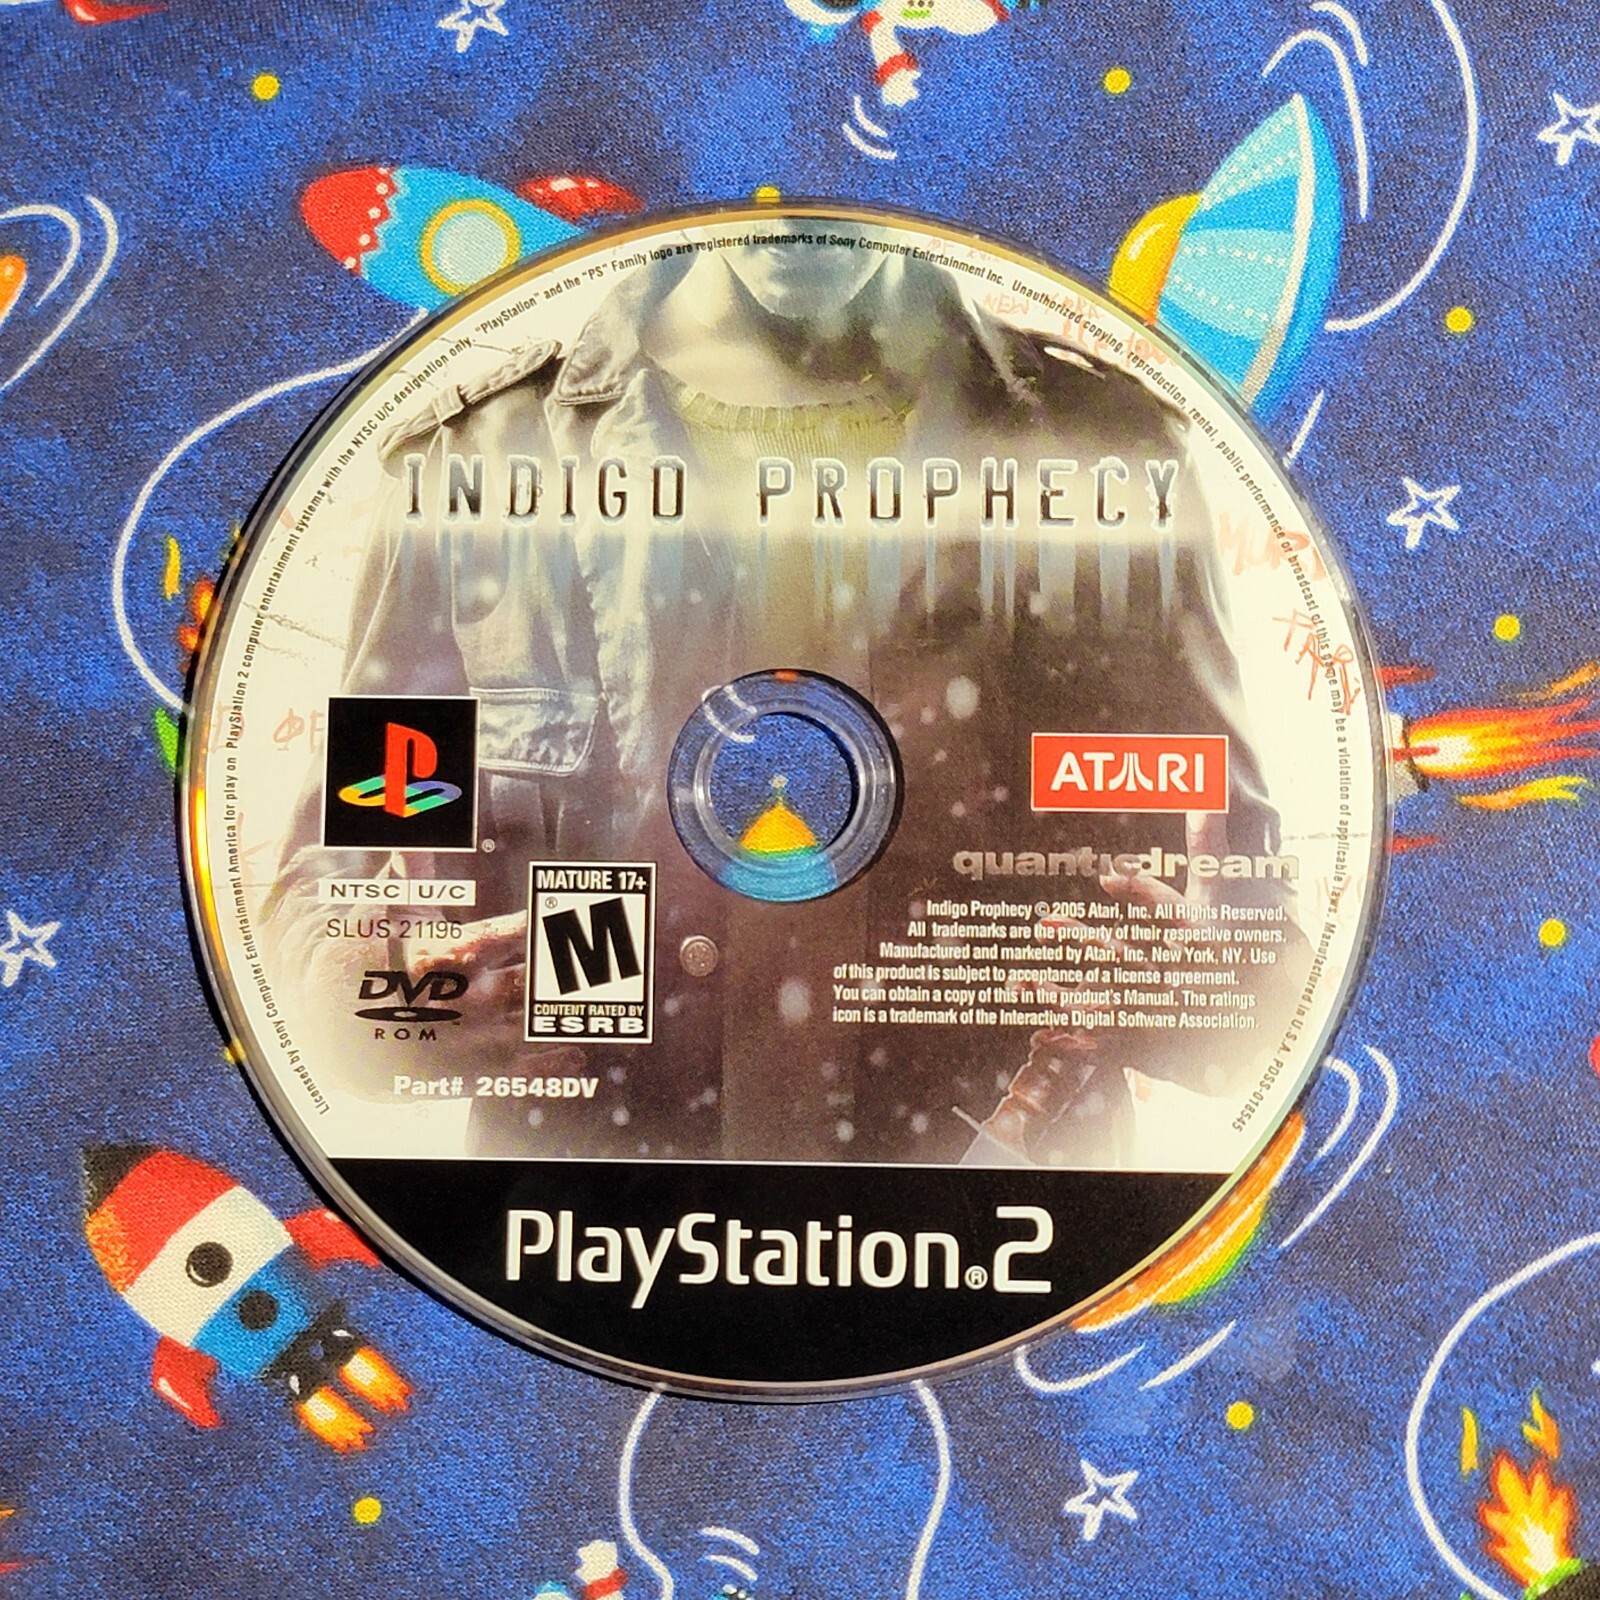 Licensed by Sony Computer Entertainment America for play on PlayStation 2 computer entertainment systems with the NTSC U/C designation only. "PlayStation" and the "PS" Family logo are registered trademarks of Sony Computer Entertainment Inc. Unauthorized copying, reproduction, rental, public performance or broadcast of this game may be a violation of applicable laws. Manufactured in U.S.A. PDSS-018545
INDIGO PROPHECY
ATARI
®
quanticdream
NTSC U/C
SLUS 21196
DVD
ROM
MATURE 17+
®
M
CONTENT RATED BY
ESRB
Indigo Prophecy © 2005 Atari, Inc. All Rights Reserved.
All trademarks are the property of their respective owners.
Manufactured and marketed by Atari, Inc. New York, NY. Use
of this product is subject to acceptance of a license agreement.
You can obtain a copy of this in the product's Manual. The ratings
icon is a trademark of the Interactive Digital Software Association.
Part# 26548DV
PlayStation®2